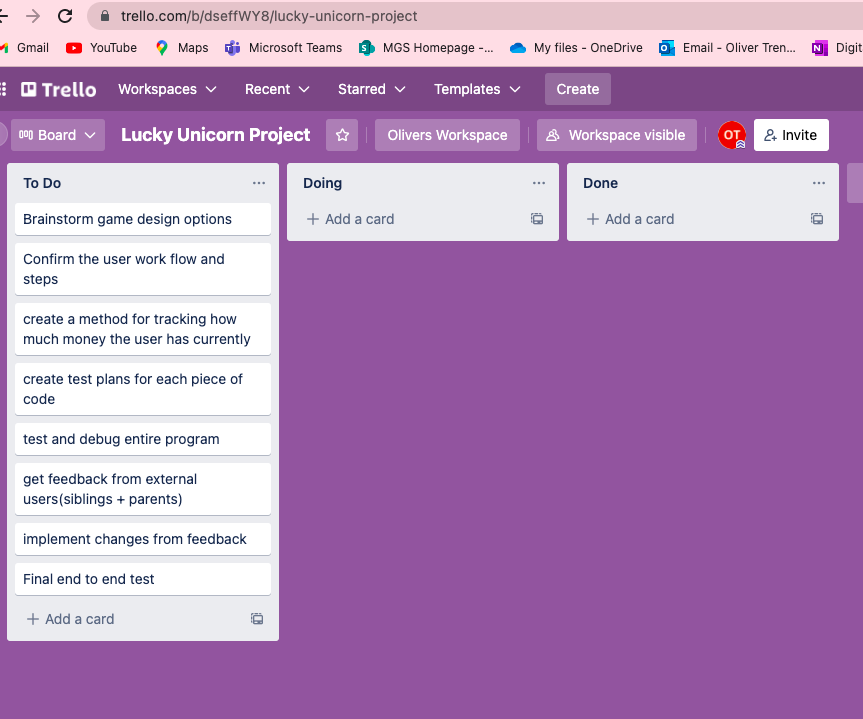 trello.com/b/dseffWY8/lucky-unicorn-project
Gmail YouTube Maps Microsoft Teams MGS Homepage -... My files - OneDrive Email - Oliver Tren... Digit
Trello Workspaces Recent Starred Templates Create
Board Lucky Unicorn Project Olivers Workspace Workspace visible OT Invite
To Do
Brainstorm game design options
Confirm the user work flow and
steps
create a method for tracking how
much money the user has currently
create test plans for each piece of
code
test and debug entire program
get feedback from external
users(siblings + parents)
implement changes from feedback
Final end to end test
+ Add a card
Doing
+ Add a card
Done
+ Add a card